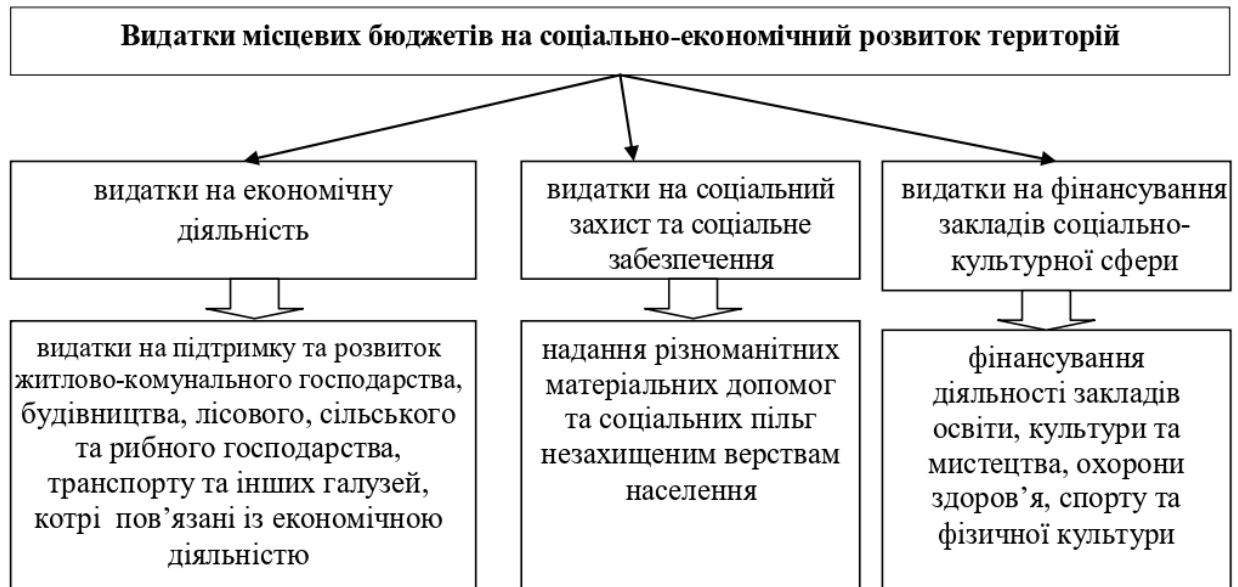 Видатки місцевих бюджетів на соціально-економічний розвиток територій
видатки на економічну
діяльність
видатки на соціальний
захист та соціальне
забезпечення
видатки на фінансування
закладів соціально-
культурної сфери
видатки на підтримку та розвиток
житлово-комунального господарства,
будівництва, лісового, сільського
та рибного господарства,
транспорту та інших галузей,
котрі пов’язані із економічною
діяльністю
надання різноманітних
матеріальних допомог
та соціальних пільг
незахищеним верствам
населення
фінансування
діяльності закладів
освіти, культури та
мистецтва, охорони
здоров’я, спорту та
фізичної культури